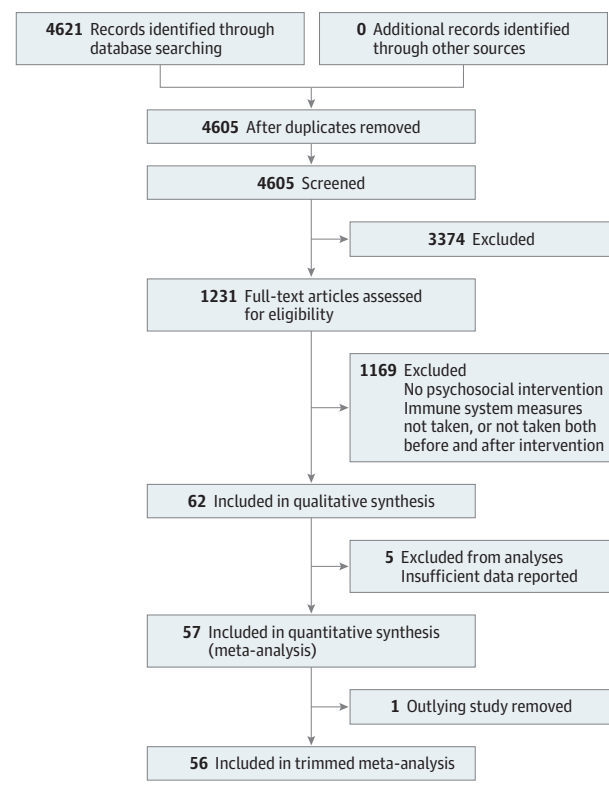 4621 Records identified through
database searching
0 Additional records identified
through other sources
4605 After duplicates removed
4605 Screened
3374 Excluded
1231 Full-text articles assessed
for eligibility
1169 Excluded
No psychosocial intervention
Immune system measures
not taken, or not taken both
before and after intervention
62 Included in qualitative synthesis
5 Excluded from analyses
Insufficient data reported
57 Included in quantitative synthesis
(meta-analysis)
1 Outlying study removed
56 Included in trimmed meta-analysis